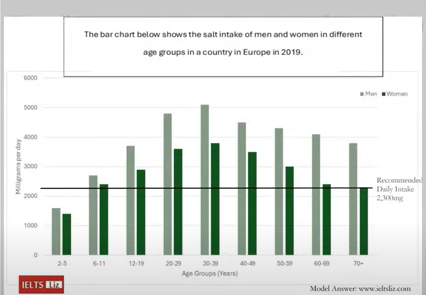 The bar chart below shows the salt intake of men and women in different
age groups in a country in Europe in 2019.
6000
Men Women
5000
4000
3000
2000
1000
0
Milligrams per day
Recommended
Daily Intake
2,300mg
2-5 6-11 12-19 20-29 30-39 40-49 50-59 60-69 70+
Age Groups (Years)
IELTS Liz
Model Answer: www.ieltsliz.com